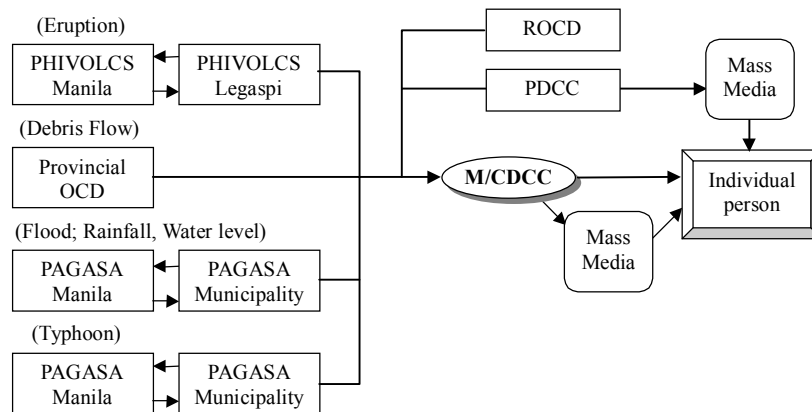 (Eruption)
PHIVOLCS
Manila
PHIVOLCS
Legaspi
(Debris Flow)
Provincial
OCD
(Flood; Rainfall, Water level)
PAGASA
Manila
PAGASA
Municipality
(Typhoon)
PAGASA
Manila
PAGASA
Municipality
ROCD
PDCC
Mass
Media
M/CDCC
Mass
Media
Individual
person